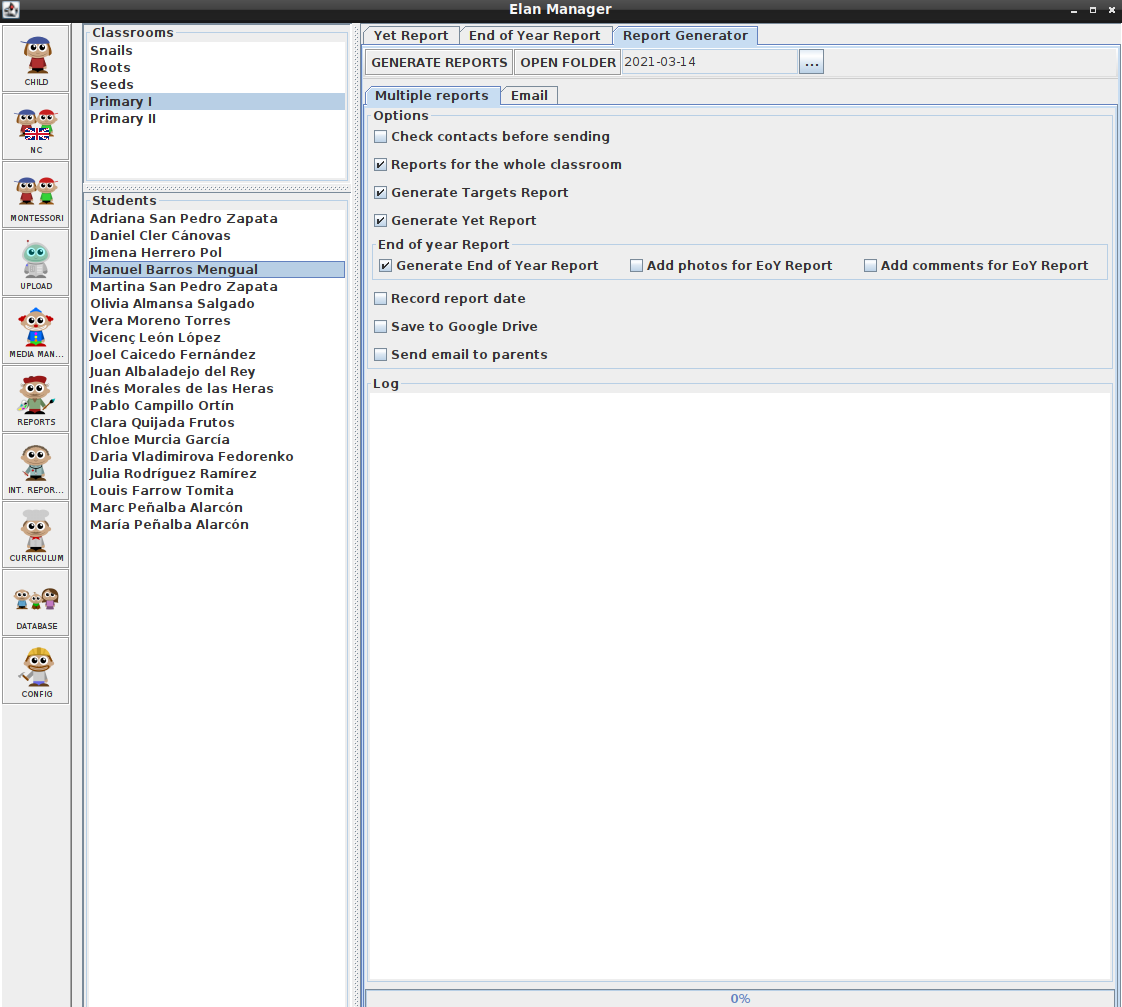 Elan Manager
CHILD
NC
MONTESSORI
UPLOAD
MEDIA MAN...
REPORTS
INT. REPOR...
CURRICULUM
DATABASE
CONFIG
Classrooms
Snails
Roots
Seeds
Primary I
Primary II
Students
Adriana San Pedro Zapata
Daniel Cler Cánovas
Jimena Herrero Pol
Manuel Barros Mengual
Martina San Pedro Zapata
Olivia Almansa Salgado
Vera Moreno Torres
Vicenç León López
Joel Caicedo Fernández
Juan Albaladejo del Rey
Inés Morales de las Heras
Pablo Campillo Ortín
Clara Quijada Frutos
Chloe Murcia García
Daria Vladimirova Fedorenko
Julia Rodríguez Ramírez
Louis Farrow Tomita
Marc Peñalba Alarcón
María Peñalba Alarcón
Yet Report End of Year Report Report Generator
GENERATE REPORTS OPEN FOLDER 2021-03-14 ...
Multiple reports Email
Options
Check contacts before sending
Reports for the whole classroom
Generate Targets Report
Generate Yet Report
End of year Report
Generate End of Year Report Add photos for EoY Report Add comments for EoY Report
Record report date
Save to Google Drive
Send email to parents
Log
0%